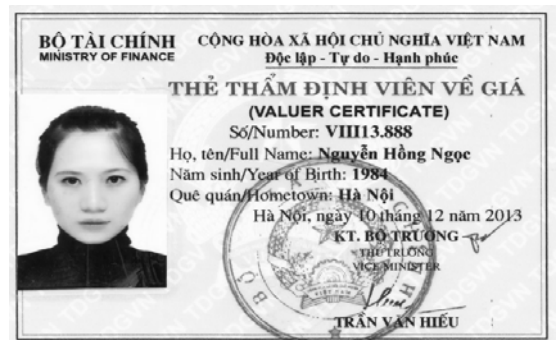 BỘ TÀI CHÍNH
MINISTRY OF FINANCE
CỘNG HÒA XÃ HỘI CHỦ NGHĨA VIỆT NAM
Độc lập - Tự do - Hạnh phúc
THẺ THẨM ĐỊNH VIÊN VỀ GIÁ
(VALUER CERTIFICATE)
Số/Number: VIII13.888
Họ, tên/Full Name: Nguyễn Hồng Ngọc
Năm sinh/Year of Birth: 1984
Quê quán/Hometown: Hà Nội
Hà Nội, ngày 10 tháng 12 năm 2013
KT. BỘ TRƯỞNG
THỨ TRƯỞNG
VICE MINISTER
VIỆT NAM
TRẦN VĂN HIẾU